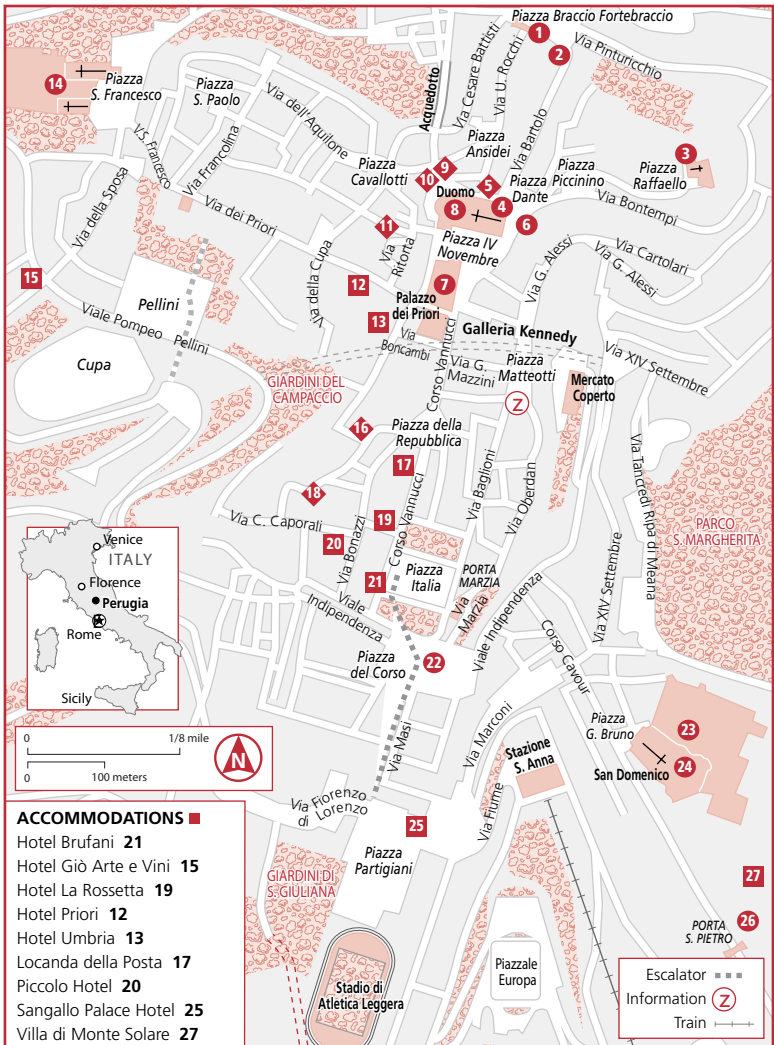 Piazza Braccio Fortebraccio
1
2
Via Pinturicchio
Via Cesare Battisti
Via U. Rocchi
Acquedotto
14
Piazza
S. Francesco
Piazza
S. Paolo
Via dell'Aquilone
V.S. Francesco
Via Francolina
Via della Sposa
Piazza
Ansidei
Via Bartolo
Piazza
Cavallotti
9
10
5
Duomo
8
4
6
Piazza
Dante
Piazza
Piccinino
Piazza
Raffaello
3
Via Bontempi
Via dei Priori
11
Via
Ritorta
Piazza IV
Novembre
Via G. Alessi
Via G. Alessi
Via Cartolari
15
Pellini
Via della Cupa
12
7
Palazzo
dei Priori
13
Via
Boncambi
Galleria Kennedy
Viale Pompeo Pellini
Cupa
GIARDINI DEL
CAMPACCIO
Corso Vannucci
Via G.
Mazzini
Piazza
Matteotti
Mercato
Coperto
Via XIV Settembre
Z
16
Piazza della
Repubblica
17
18
Via C. Caporali
19
20
Via Bonazzi
Corso Vannucci
Via Baglioni
Via Oberdan
Via Tancredi Ripa di Meana
PARCO
S. MARGHERITA
21
Piazza
Italia
PORTA
MARZIA
Via
Marzia
Viale
Indipendenza
Viale Indipendenza
Via XIV Settembre
Corso Cavour
Piazza
del Corso
22
Via Masi
Via Marconi
Piazza
G. Bruno
23
24
San Domenico
Stazione
S. Anna
Via Fiume
Via Fiorenzo
di Lorenzo
25
Piazza
Partigiani
GIARDINI DI
S. GIULIANA
Stadio di
Atletica Leggera
Piazzale
Europa
27
26
PORTA
S. PIETRO
Venice
ITALY
Florence
Perugia
Rome
Sicily
0 1/8 mile
0 100 meters
N
ACCOMMODATIONS
Hotel Brufani 21
Hotel Giò Arte e Vini 15
Hotel La Rossetta 19
Hotel Priori 12
Hotel Umbria 13
Locanda della Posta 17
Piccolo Hotel 20
Sangallo Palace Hotel 25
Villa di Monte Solare 27
Escalator
Information Z
Train